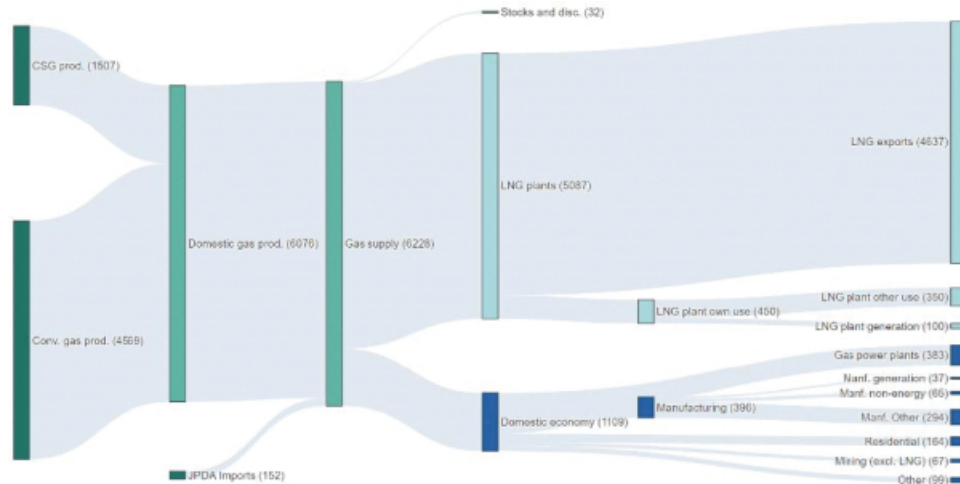 Stocks and disc. (32)
CSG prod. (1507)
LNG exports (4637)
LNG plants (5087)
Domestic gas prod. (6076)
Gas supply (6228)
LNG plant other use (350)
LNG plant own use (450)
LNG plant generation (100)
Conv. gas prod. (4569)
Gas power plants (383)
Manf. generation (37)
Manf. non-energy (65)
Manufacturing (396)
Manf. Other (294)
Domestic economy (1109)
Residential (164)
Mining (excl. LNG) (67)
JPDA Imports (152)
Other (99)